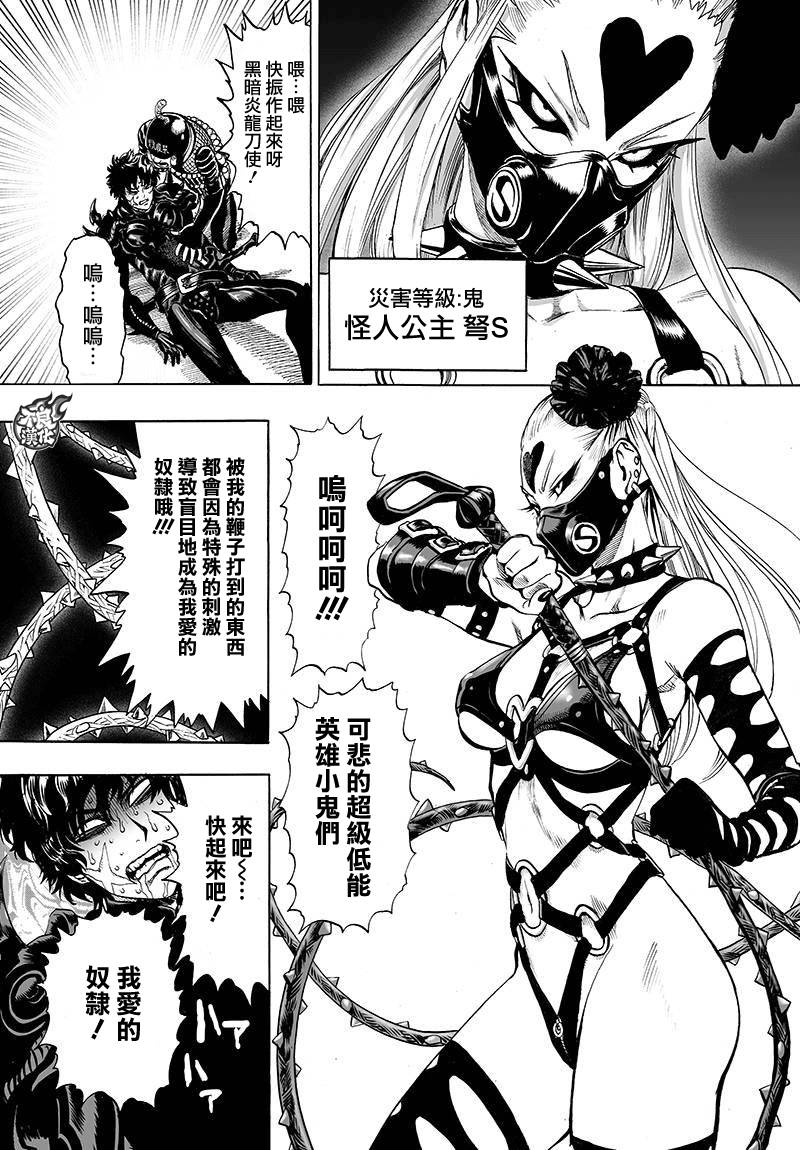 災害等級:鬼
怪人公主 弩S
喂…喂
快振作起來呀
黑暗炎龍刀使
嗚…嗚嗚…
S
嗚呵呵呵!!!
可悲的超級低能
英雄小鬼們
S
被我的鞭子打到的東西
都會因為特殊的刺激
導致盲目地成為我愛的
奴隸哦!!!
來吧~…
快起來吧!
我愛的
奴隸!
ハァ
ハァ